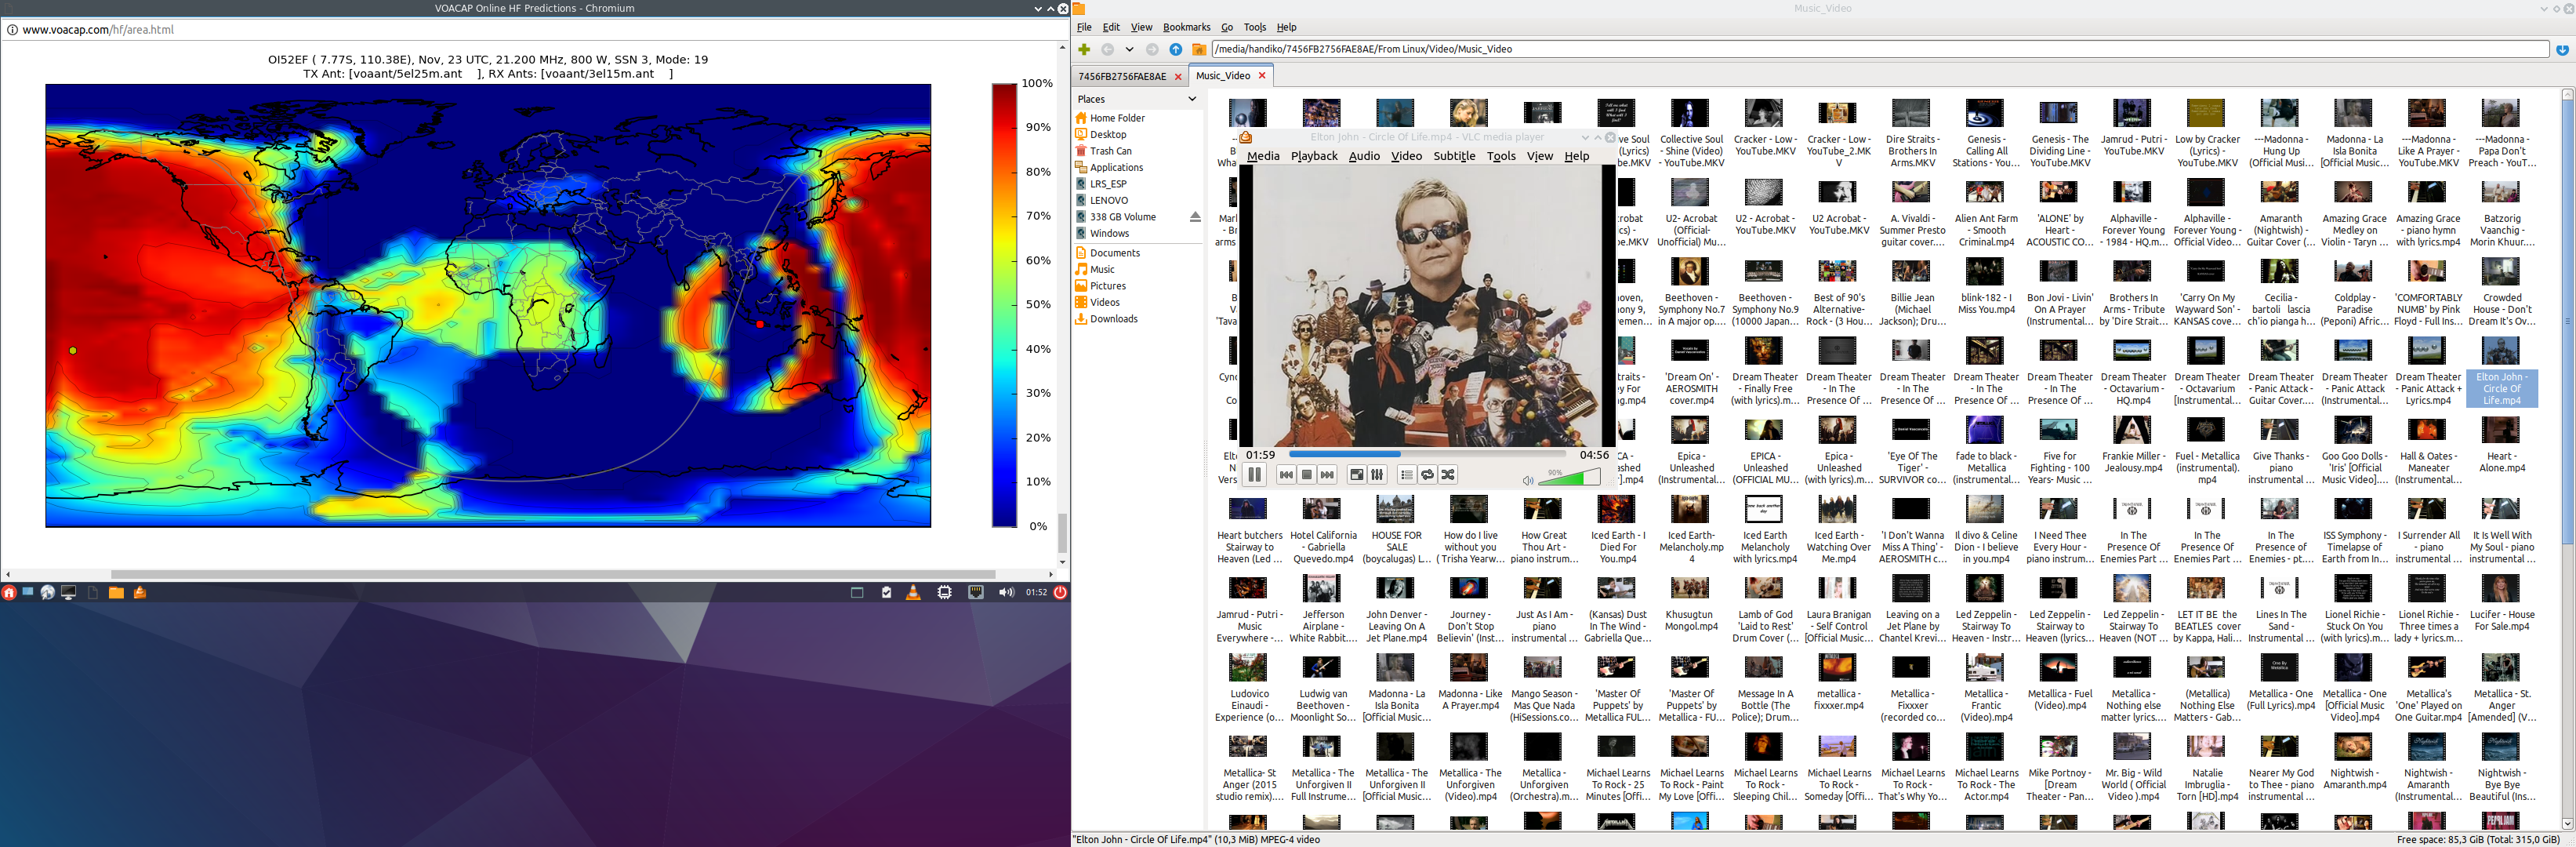 VOACAP Online HF Predictions - Chromium
www.voacap.com/hf/area.html
OI52EF ( 7.77S, 110.38E), Nov, 23 UTC, 21.200 MHz, 800 W, SSN 3, Mode: 19
TX Ant: [voaant/5el25m.ant ], RX Ants: [voaant/3el15m.ant ]
100%
90%
80%
70%
60%
50%
40%
30%
20%
10%
0%
01:52
Music_Video
File Edit View Bookmarks Go Tools Help
/media/handiko/7456FB2756FAE8AE/From Linux/Video/Music_Video
7456FB2756FAE8AE Music_Video
Places
Home Folder
Desktop
Trash Can
Applications
LRS_ESP
LENOVO
338 GB Volume
Windows
Documents
Music
Pictures
Videos
Downloads
Elton John - Circle Of Life.mp4 - VLC media player
Media Playback Audio Video Subtitle Tools View Help
01:59 04:56
90%
Collective Soul - Shine (Video) - YouTube.MKV
Cracker - Low YouTube.MKV
Cracker - Low - YouTube_2.MKV
Dire Straits - Brothers In Arms.MKV
Genesis - Calling All Stations - You...
Genesis - The Dividing Line - YouTube.MKV
Jamrud - Putri - YouTube.MKV
Low by Cracker (Lyrics) - YouTube.MKV
---Madonna - Hung Up (Official Music...
Madonna - La Isla Bonita [Official Music...
---Madonna - Like A Prayer - YouTube.MKV
---Madonna - Papa Don't Preach - YouT...
U2- Acrobat (Official- Unofficial) Mu...
U2 - Acrobat - YouTube.MKV
U2 Acrobat - YouTube.MKV
A. Vivaldi - Summer Presto guitar cover....
Alien Ant Farm - Smooth Criminal.mp4
'ALONE' by Heart - ACOUSTIC CO...
Alphaville - Forever Young - 1984 - HQ.m...
Alphaville - Forever Young - Official Video...
Amaranth (Nightwish) - Guitar Cover (...
Amazing Grace Medley on Violin - Taryn ...
Amazing Grace - piano hymn with lyrics.mp4
Batzorig Vaanchig - Morin Khuur....
Beethoven - Symphony No.7 in A major op....
Beethoven - Symphony No.9 (10000 Japan...
Best of 90's Alternative-Rock - (3 Hou...
Billie Jean (Michael Jackson); Dru...
blink-182 - I Miss You.mp4
Bon Jovi - Livin' On A Prayer (Instrumental...
Brothers In Arms - Tribute by 'Dire Strait...
'Carry On My Wayward Son' - KANSAS cove...
Cecilia - bartoli lascia ch'io pianga h...
Coldplay - Paradise (Peponi) Afric...
'COMFORTABLY NUMB' by Pink Floyd - Full Ins...
Crowded House - Don't Dream It's Ov...
'Dream On' - AEROSMITH cover.mp4
Dream Theater - Finally Free (with lyrics).m...
Dream Theater - In The Presence Of ...
Dream Theater - In The Presence Of ...
Dream Theater - In The Presence Of ...
Dream Theater - Octavarium - HQ.mp4
Dream Theater - Octavarium [Instrumental...
Dream Theater - Panic Attack - Guitar Cover....
Dream Theater - Panic Attack (Instrumental...
Dream Theater - Panic Attack + Lyrics.mp4
Elton John - Circle Of Life.mp4
Epica - Unleashed (Instrumental...
EPICA - Unleashed (OFFICIAL MU...
Epica - Unleashed (with lyrics).m...
'Eye Of The Tiger' - SURVIVOR co...
fade to black - Metallica (instrumental...
Five for Fighting - 100 Years- Music ...
Frankie Miller - Jealousy.mp4
Fuel - Metallica (instrumental).mp4
Give Thanks - piano instrumental ...
Goo Goo Dolls - 'Iris' [Official Music Video]....
Hall & Oates - Maneater (Instrumental...
Heart - Alone.mp4
Heart butchers Stairway to Heaven (Led ...
Hotel California - Gabriella Quevedo.mp4
HOUSE FOR SALE (boycalugas) L...
How do I live without you ( Trisha Yearw...
How Great Thou Art - piano instrum...
Iced Earth - I Died For You.mp4
Iced Earth- Melancholy.mp4
Iced Earth Melancholy with lyrics.mp4
Iced Earth - Watching Over Me.mp4
'I Don't Wanna Miss A Thing' - AEROSMITH c...
Il divo & Celine Dion - I believe in you.mp4
I Need Thee Every Hour - piano instrum...
In The Presence Of Enemies Part ...
In The Presence Of Enemies Part ...
In The Presence of Enemies - pt....
ISS Symphony - Timelapse of Earth from In...
I Surrender All - piano instrumental ...
It Is Well With My Soul - piano instrumental ...
Jamrud - Putri - Music Everywhere -...
Jefferson Airplane - White Rabbit....
John Denver - Leaving On A Jet Plane.mp4
Journey - Don't Stop Believin' (Inst...
Just As I Am - piano instrumental ...
(Kansas) Dust In The Wind - Gabriella Que...
Khusugtun Mongol.mp4
Lamb of God 'Laid to Rest' Drum Cover (...
Laura Branigan - Self Control [Official Music...
Leaving on a Jet Plane by Chantel Krevi...
Led Zeppelin - Stairway To Heaven - Instr...
Led Zeppelin - Stairway to Heaven (lyrics...
Led Zeppelin - Stairway To Heaven (NOT ...
LET IT BE the BEATLES cover by Kappa, Hali...
Lines In The Sand - Instrumental ...
Lionel Richie - Stuck On You (with lyrics).m...
Lionel Richie - Three times a lady + lyrics.m...
Lucifer - House For Sale.mp4
Ludovico Einaudi - Experience (o...
Ludwig van Beethoven - Moonlight So...
Madonna - La Isla Bonita [Official Music...
Madonna - Like A Prayer.mp4
Mango Season - Mas Que Nada (HiSessions.co...
'Master Of Puppets' by Metallica FUL...
'Master Of Puppets' by Metallica - FU...
Message In A Bottle (The Police); Drum...
metallica - fixxxer.mp4
Metallica - Fixxxer (recorded co...
Metallica - Frantic (Video).mp4
Metallica - Fuel (Video).mp4
Metallica - Nothing else matter lyrics....
(Metallica) Nothing Else Matters - Gab...
Metallica - One (Full Lyrics).mp4
Metallica - One [Official Music Video].mp4
Metallica's 'One' Played on One Guitar.mp4
Metallica - St. Anger [Amended] (V...
Metallica- St Anger (2015 studio remix)....
Metallica - The Unforgiven II Full Instrume...
Metallica - The Unforgiven II [Official Music...
Metallica - The Unforgiven (Video).mp4
Metallica - Unforgiven (Orchestra).m...
Michael Learns To Rock - 25 Minutes [Offi...
Michael Learns To Rock - Paint My Love [Offi...
Michael Learns To Rock - Sleeping Chil...
Michael Learns To Rock - Someday [Offi...
Michael Learns To Rock - That's Why Yo...
Michael Learns To Rock - The Actor.mp4
Mike Portnoy - [Dream Theater - Pan...
Mr. Big - Wild World ( Official Video ).mp4
Natalie Imbruglia - Torn [HD].mp4
Nearer My God to Thee - piano instrumental ...
Nightwish - Amaranth.mp4
Nightwish - Amaranth (Instrumental...
Nightwish - Bye Bye Beautiful (Ins...
"Elton John - Circle Of Life.mp4" (10,3 MiB) MPEG-4 video
Free space: 85,3 GiB (Total: 315,0 GiB)